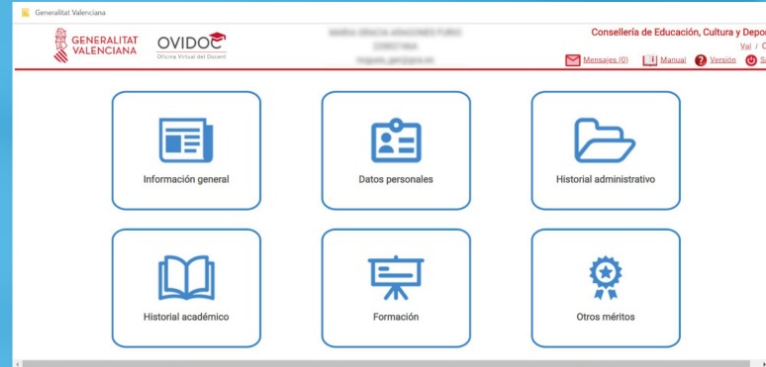 Generalitat Valenciana
GENERALITAT
VALENCIANA
OVIDOC
Oficina Virtual del Docent
Conselleria de Educación, Cultura y Depor
Val / C
Mensajes (0) Manual Versión S
Información general
Datos personales
Historial administrativo
Historial académico
Formación
Otros méritos